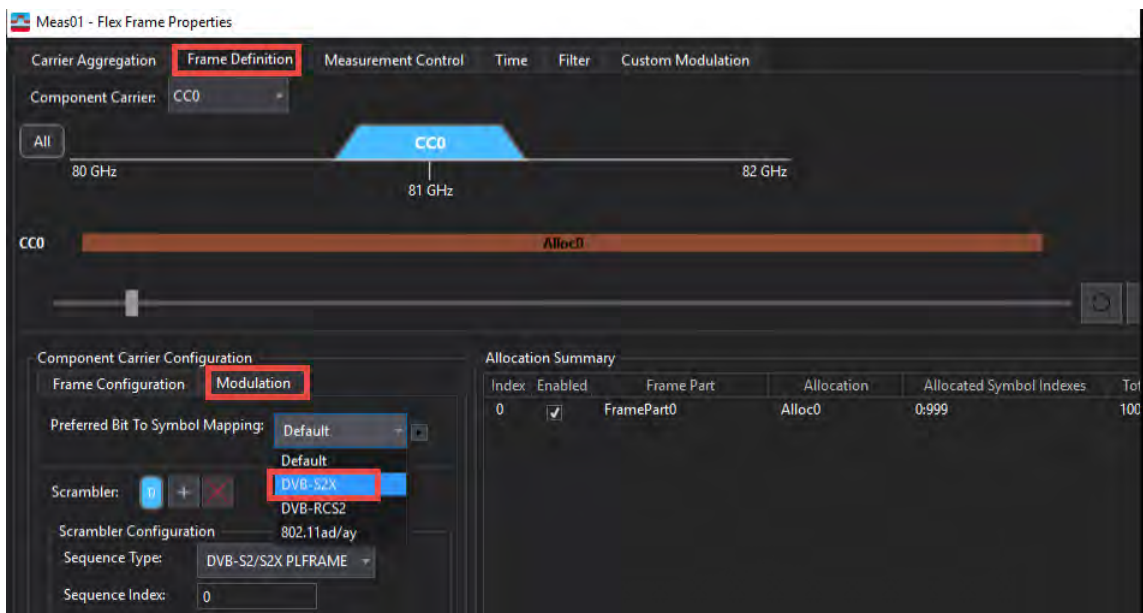 Meas01 - Flex Frame Properties
Carrier Aggregation Frame Definition Measurement Control Time Filter Custom Modulation
Component Carrier: CC0
All
CC0
80 GHz 81 GHz 82 GHz
CC0 Alloc0
Component Carrier Configuration
Frame Configuration Modulation
Preferred Bit To Symbol Mapping: Default
Default
DVB-S2X
DVB-RCS2
802.11ad/ay
Scrambler: 0 +
Scrambler Configuration
Sequence Type: DVB-S2/S2X PLFRAME
Sequence Index: 0
Allocation Summary
Index Enabled Frame Part Allocation Allocated Symbol Indexes
0 FramePart0 Alloc0 0:999 100